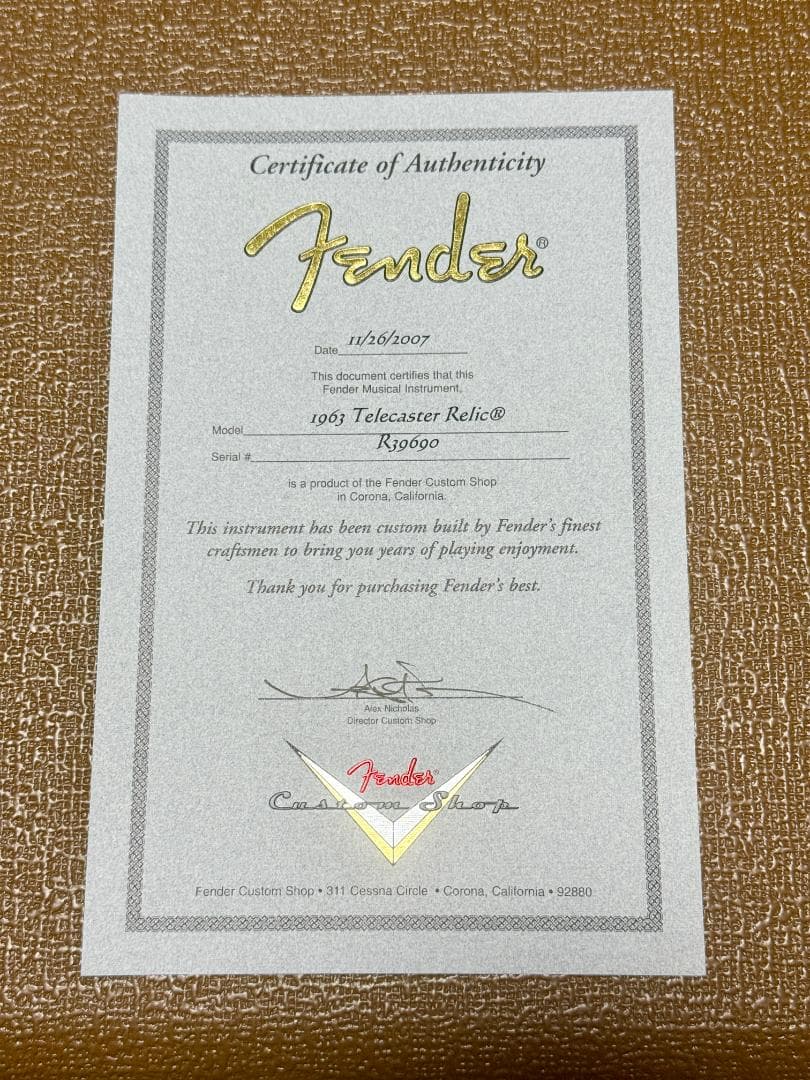 Certificate of Authenticity
Fender®
Date 11/26/2007
This document certifies that this
Fender Musical Instrument,
Model 1963 Telecaster Relic®
Serial # R39690
is a product of the Fender Custom Shop
in Corona, California.
This instrument has been custom built by Fender's finest
craftsmen to bring you years of playing enjoyment.
Thank you for purchasing Fender's best.
Alex Nicholas
Director Custom Shop
Fender®
Custom Shop
Fender Custom Shop • 311 Cessna Circle • Corona, California • 92880